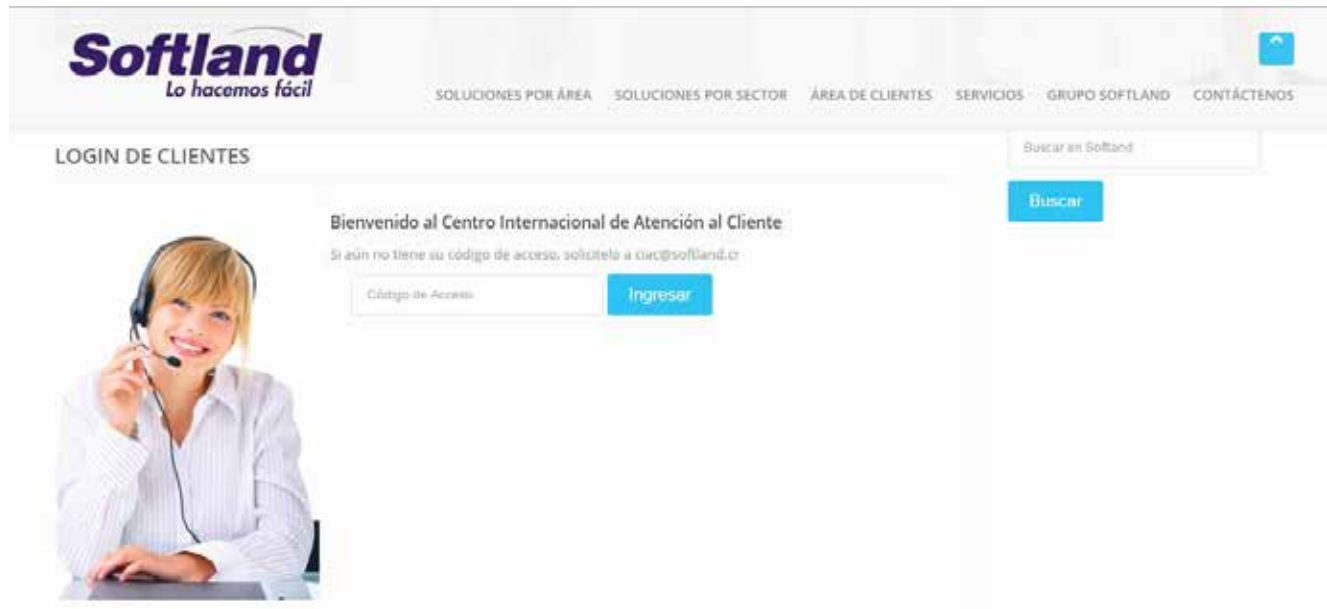 Softland
Lo hacemos fácil
SOLUCIONES POR ÁREA SOLUCIONES POR SECTOR ÁREA DE CLIENTES SERVICIOS GRUPO SOFTLAND CONTÁCTENOS
LOGIN DE CLIENTES
Buscar en Softland
Buscar
Bienvenido al Centro Internacional de Atención al Cliente
Si aún no tiene su código de acceso, solicítelo a ciac@softland.cr
Código de Acceso
Ingresar